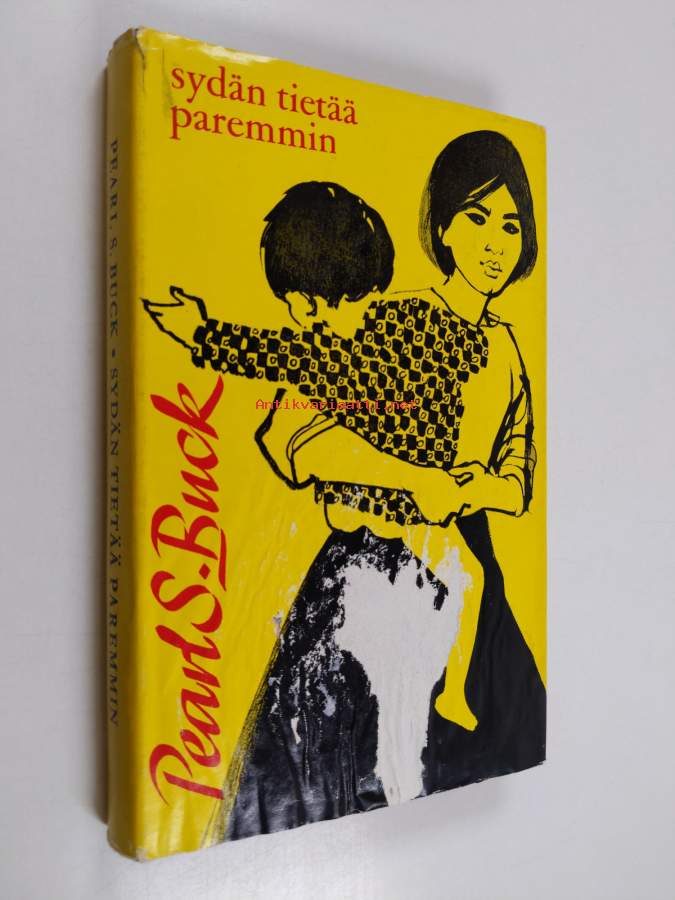 sydän tietää
paremmin
Pearl S. Buck
PEARL S. BUCK • SYDÄN TIETÄÄ PAREMMIN
Antikvariaatti.net